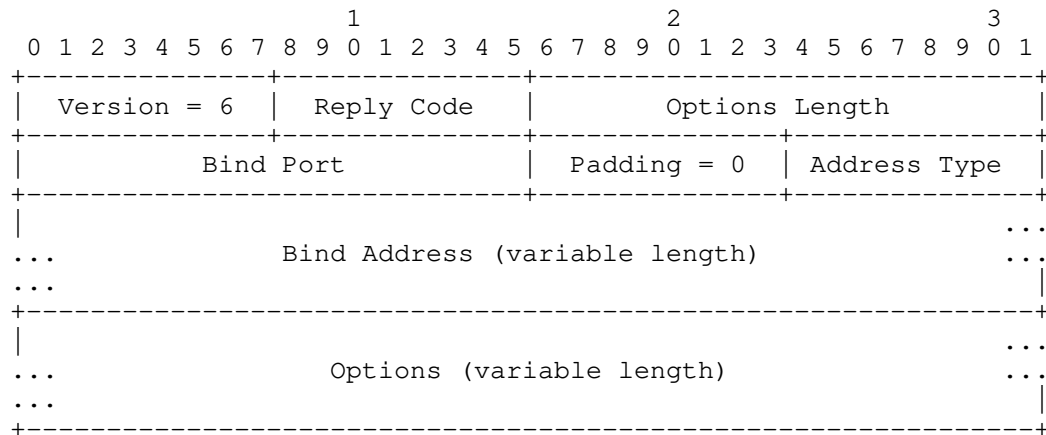 1                   2                   3
 0 1 2 3 4 5 6 7 8 9 0 1 2 3 4 5 6 7 8 9 0 1 2 3 4 5 6 7 8 9 0 1
+---------------+---------------+-------------------------------+
|  Version = 6  |  Reply Code   |        Options Length         |
+---------------+---------------+---------------+---------------+
|           Bind Port           |  Padding = 0  | Address Type  |
+-------------------------------+---------------+---------------+
|                                                             ...
...              Bind Address (variable length)               ...
...                                                             |
+---------------------------------------------------------------+
|                                                             ...
...                 Options (variable length)                 ...
...                                                             |
+---------------------------------------------------------------+